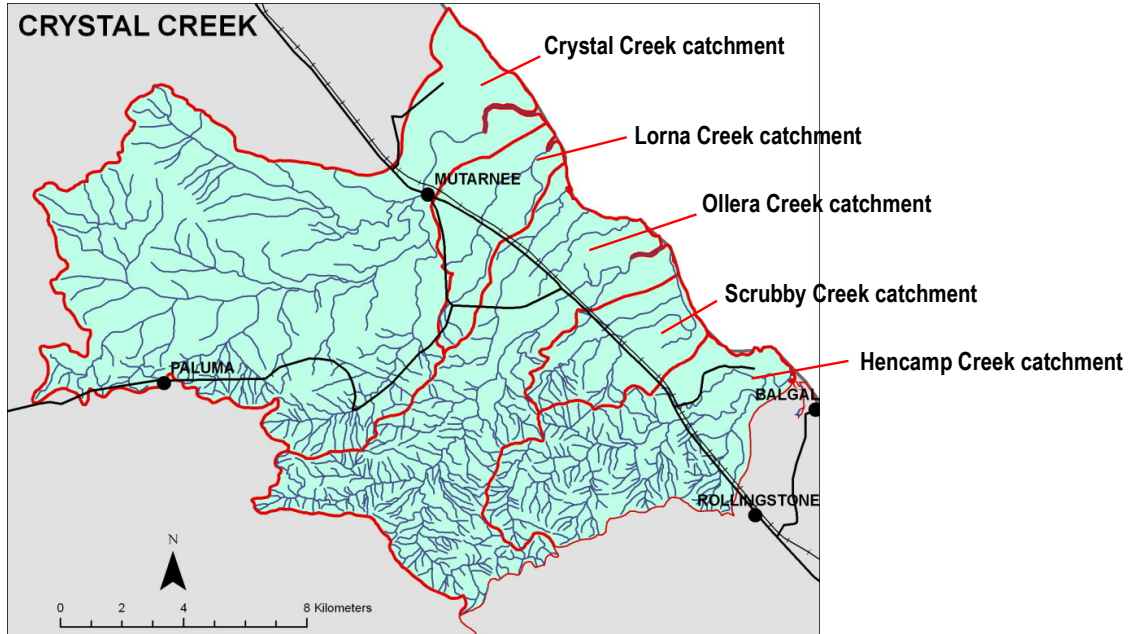 CRYSTAL CREEK
Crystal Creek catchment
Lorna Creek catchment
MUTARNEE
Ollera Creek catchment
Scrubby Creek catchment
Hencamp Creek catchment
PALUMA
BALGAL
ROLLINGSTONE
N
0 2 4 8 Kilometers